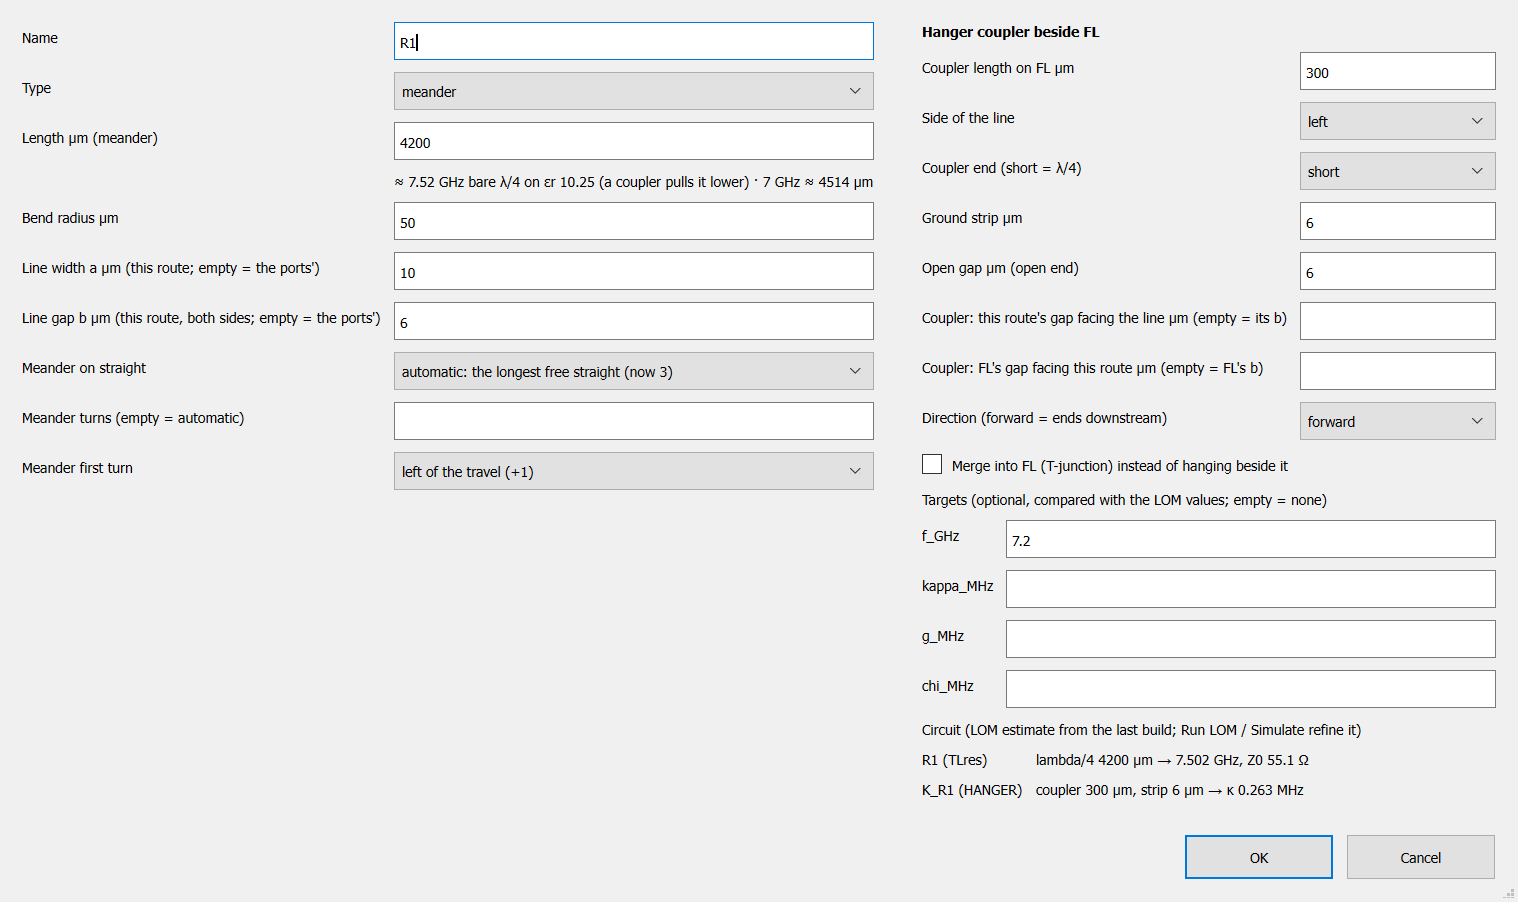 Name
R1
Type
meander
Length µm (meander)
4200
≈ 7.52 GHz bare λ/4 on εr 10.25 (a coupler pulls it lower) · 7 GHz ≈ 4514 µm
Bend radius µm
50
Line width a µm (this route; empty = the ports')
10
Line gap b µm (this route, both sides; empty = the ports')
6
Meander on straight
automatic: the longest free straight (now 3)
Meander turns (empty = automatic)
Meander first turn
left of the travel (+1)
Hanger coupler beside FL
Coupler length on FL µm
300
Side of the line
left
Coupler end (short = λ/4)
short
Ground strip µm
6
Open gap µm (open end)
6
Coupler: this route's gap facing the line µm (empty = its b)
Coupler: FL's gap facing this route µm (empty = FL's b)
Direction (forward = ends downstream)
forward
Merge into FL (T-junction) instead of hanging beside it
Targets (optional, compared with the LOM values; empty = none)
f_GHz
7.2
kappa_MHz
g_MHz
chi_MHz
Circuit (LOM estimate from the last build; Run LOM / Simulate refine it)
R1 (TLres) lambda/4 4200 µm → 7.502 GHz, Z0 55.1 Ω
K_R1 (HANGER) coupler 300 µm, strip 6 µm → κ 0.263 MHz
OK
Cancel